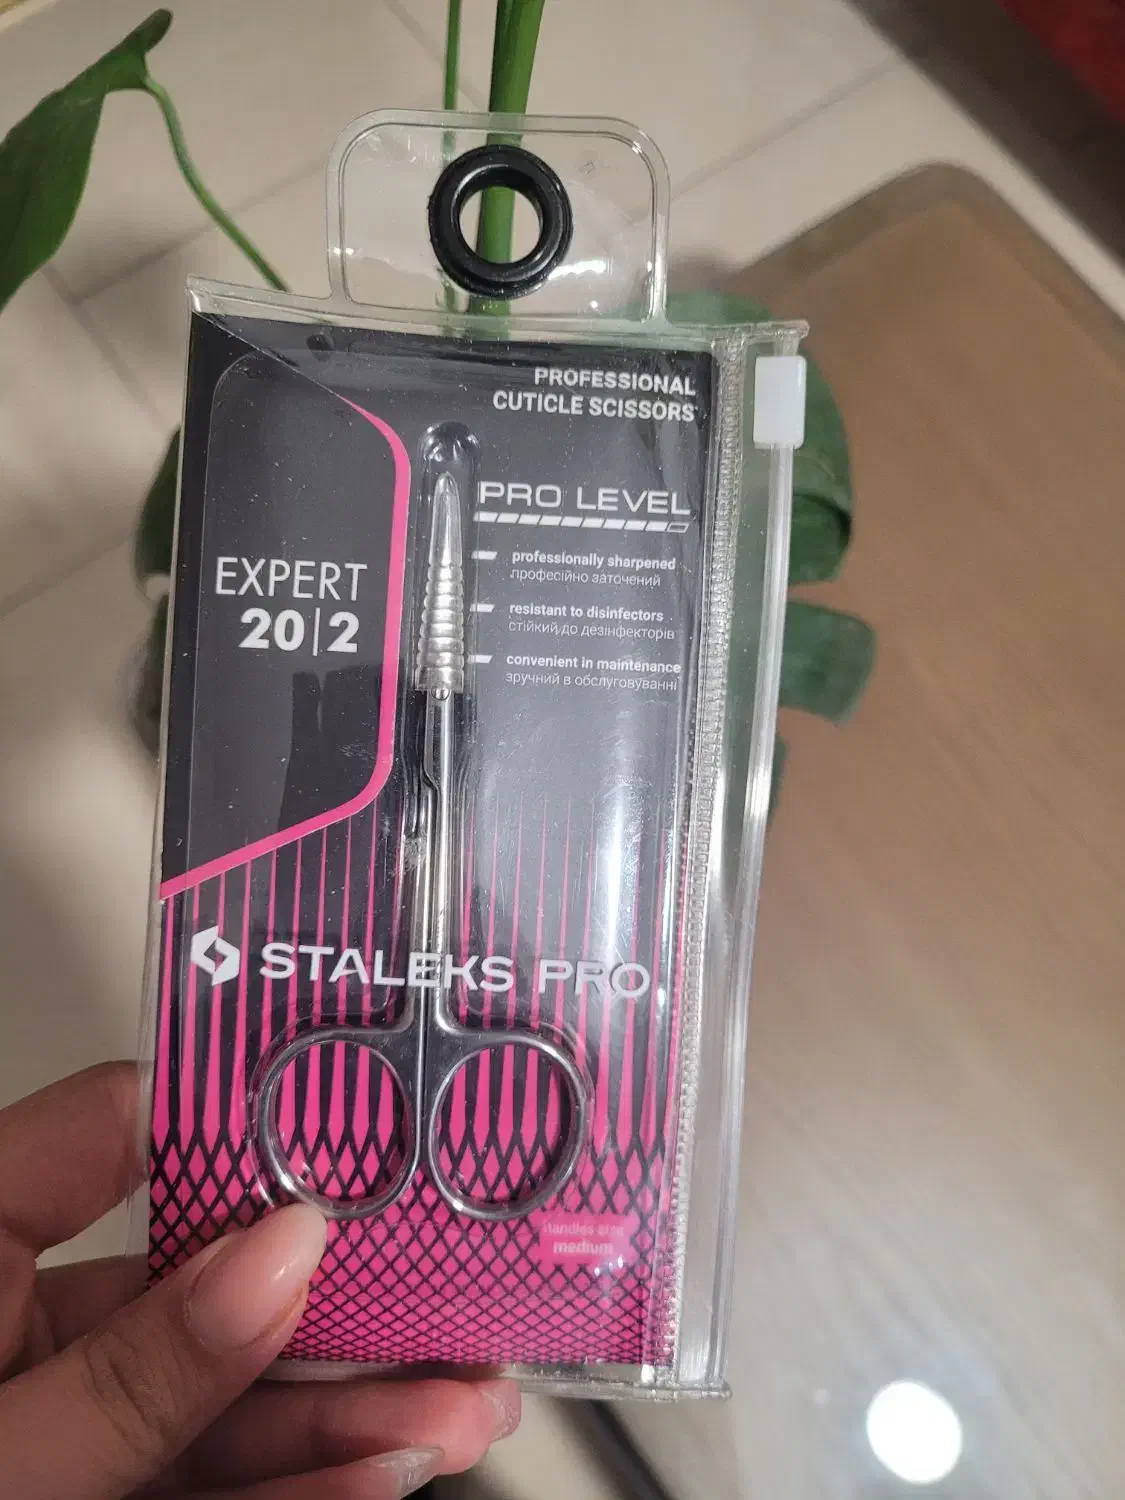 PROFESSIONAL
CUTICLE SCISSORS
PRO LEVEL
professionally sharpened
професійно заточений
resistant to disinfectors
стійкий до дезінфекторів
convenient in maintenance
зручний в обслуговуванні
EXPERT
20|2
STALEKS PRO
handles size
medium